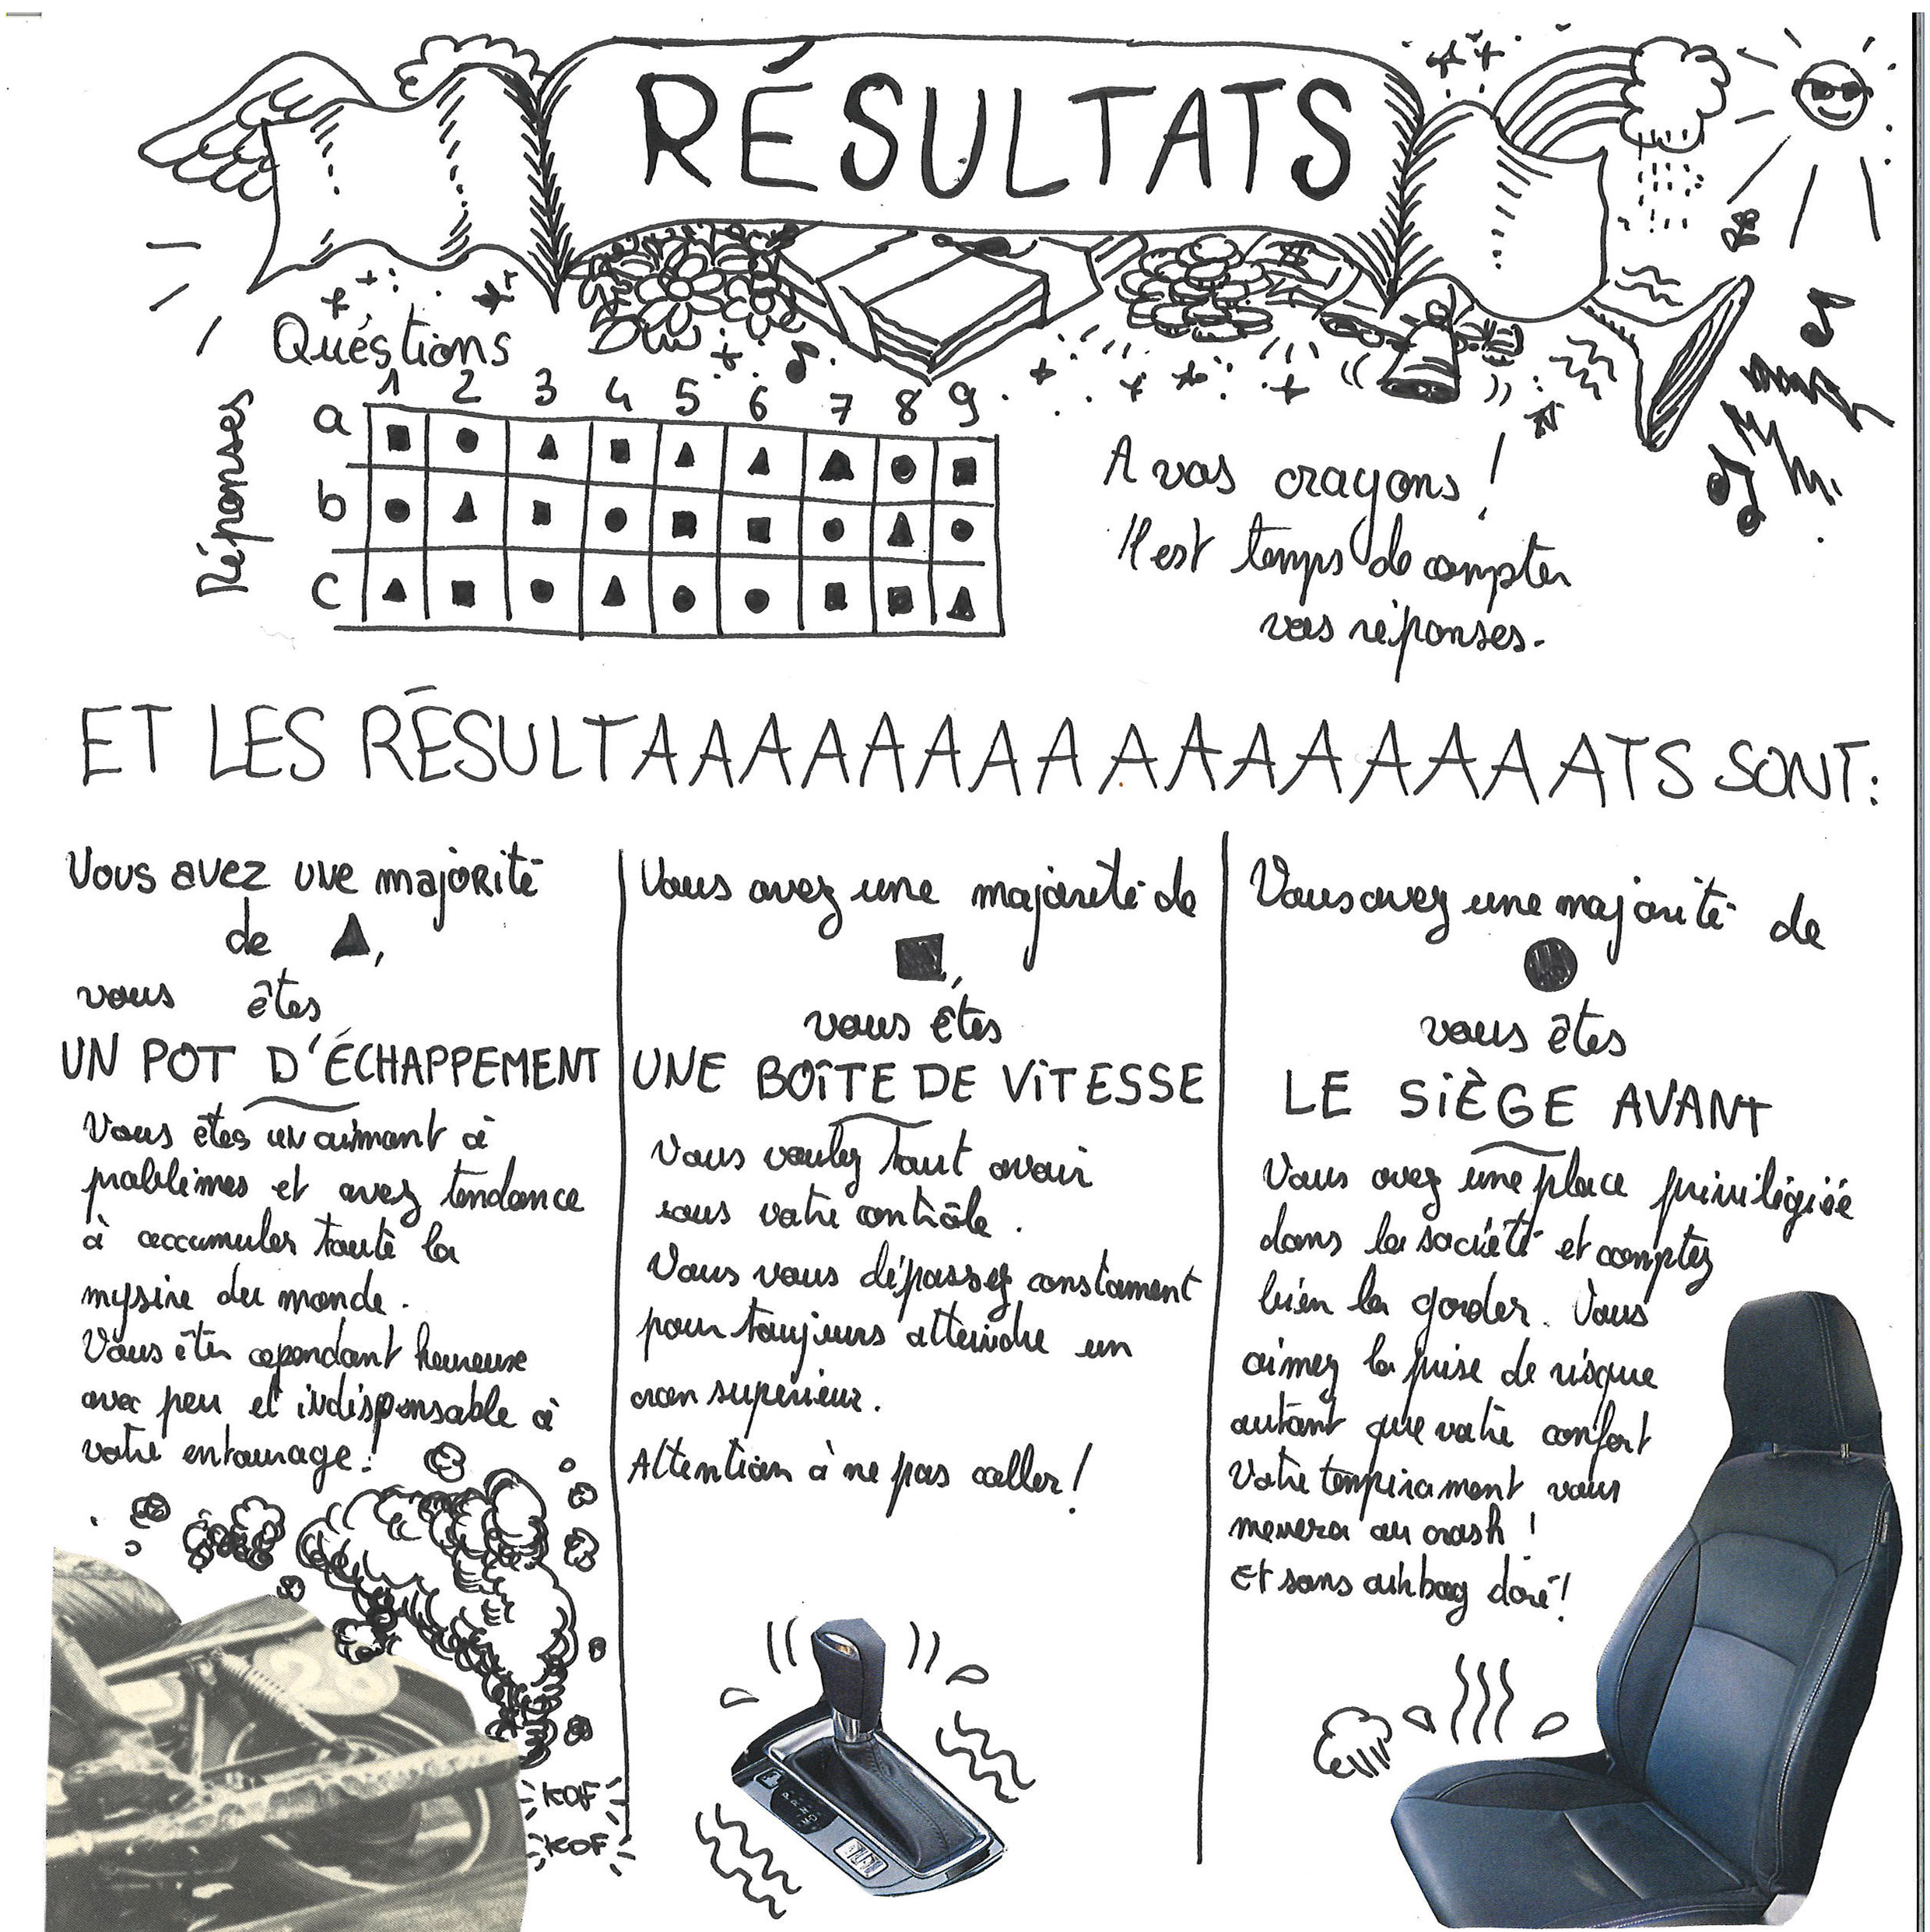 RÉSULTATS
Quéstions
1 2 3 4 5 6 7 8 9
Réponses
a
b
c
A vos crayons !
Il est temps de compter
vos réponses.
ET LES RÉSULTAAAAAAAAAAAAAAAATS SONT:
Vous avez une majorité
de ▲,
vous êtes
UN POT D'ÉCHAPPEMENT
Vous êtes un aimant à
problèmes et avez tendance
à accumuler toute la
mysire du monde.
Vous êtes cependant heureuse
avec peu et indispensable à
votre entourage !
KOF
KOF
Vous avez une majorité de
■,
vous êtes
UNE BOÎTE DE VITESSE
Vous voulez tout avoir
sous votre contrôle.
Vous vous dépassez constament
pour toujours atteindre un
cran supérieur.
Attention à ne pas caller !
Vous avez une majorité de
●
vous êtes
LE SIÈGE AVANT
Vous avez une place privilégiée
dans la société et comptez
bien la garder. Vous
aimez la prise de risque
autant que votre confort
Votre tempérament vous
menera au crash !
Et sans airbag doré !